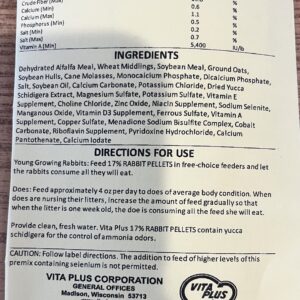 Crude Fiber (Max) %
Calcium (Min) 0.6 %
Calcium (Max) 1.1 %
Phosphorus (Min) 0.5 %
Salt (Min) 0.2 %
Salt (Max) 0.7 %
Vitamin A (Min) 5,400 IU/lb
INGREDIENTS
Dehydrated Alfalfa Meal, Wheat Middlings, Soybean Meal, Ground Oats,
Soybean Hulls, Cane Molasses, Monocalcium Phosphate, Dicalcium Phosphate,
Salt, Soybean Oil, Calcium Carbonate, Potassium Chloride, Dried Yucca
Schidigera Extract, Magnesium Sulfate, Potassium Sulfate, Vitamin E
Supplement, Choline Chloride, Zinc Oxide, Niacin Supplement, Sodium Selenite,
Manganous Oxide, Vitamin D3 Supplement, Ferrous Sulfate, Vitamin A
Supplement, Copper Sulfate, Menadione Sodium Bisulfite Complex, Cobalt
Carbonate, Riboflavin Supplement, Pyridoxine Hydrochloride, Calcium
Pantothenate, Calcium Iodate
DIRECTIONS FOR USE
Young Growing Rabbits: Feed 17% RABBIT PELLETS in free-choice feeders and let
the rabbits consume all they will eat.
Does: Feed approximately 4 oz per day to does of average body condition. When
does are nursing their litters, increase the amount of feed gradually so that
when the litter is one week old, the doe is consuming all the feed she will eat.
Provide clean, fresh water. Vita Plus 17% RABBIT PELLETS contain yucca
schidigera for the control of ammonia odors.
CAUTION: Follow label directions. The addition to feed of higher levels of this
premix containing selenium is not permitted.
VITA PLUS CORPORATION
GENERAL OFFICES
Madison, Wisconsin 53713
VITA
PLUS